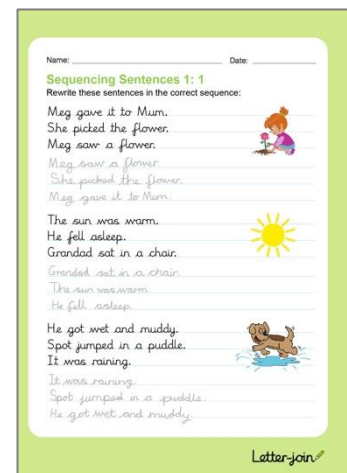 Name: Date:
Sequencing Sentences 1: 1
Rewrite these sentences in the correct sequence:
Meg gave it to Mum.
She picked the flower.
Meg saw a flower.
Meg saw a flower.
She picked the flower.
Meg gave it to Mum.
The sun was warm.
He fell asleep.
Grandad sat in a chair.
Grandad sat in a chair.
The sun was warm.
He fell asleep.
He got wet and muddy.
Spot jumped in a puddle.
It was raining.
It was raining.
Spot jumped in a puddle.
He got wet and muddy.
Letter-join